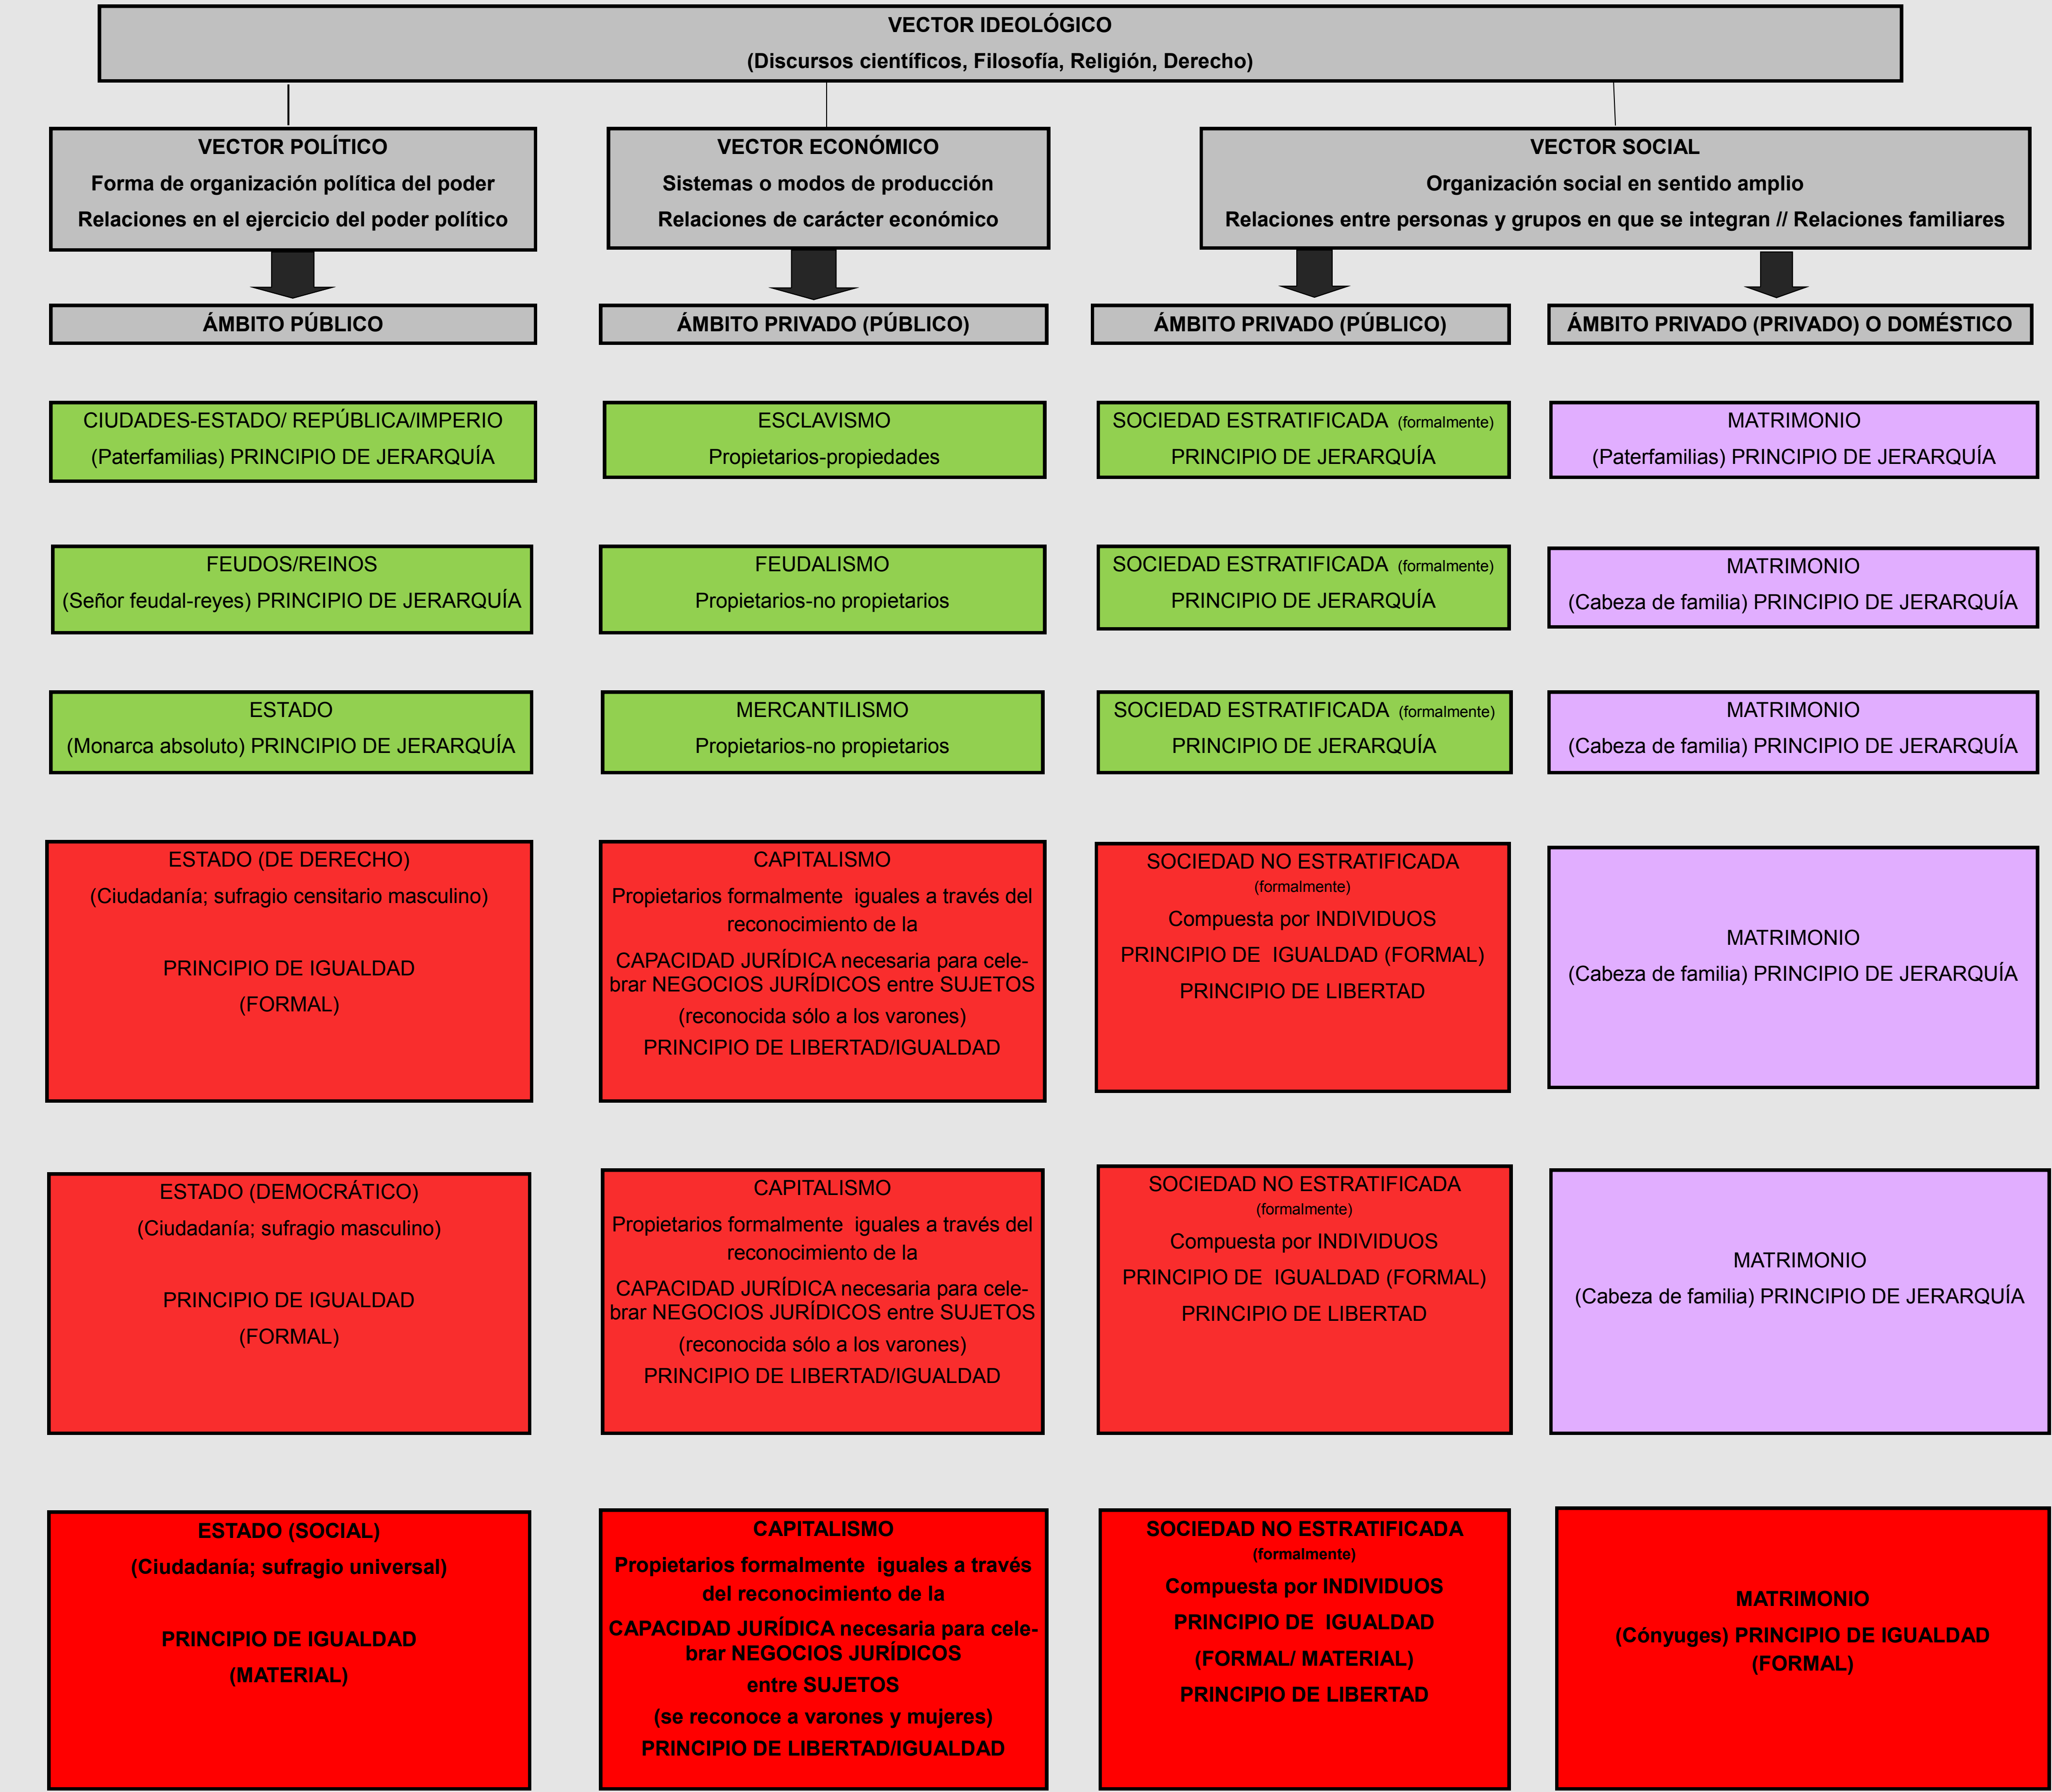 VECTOR IDEOLÓGICO
(Discursos científicos, Filosofía, Religión, Derecho)
VECTOR POLÍTICO
Forma de organización política del poder
Relaciones en el ejercicio del poder político
VECTOR ECONÓMICO
Sistemas o modos de producción
Relaciones de carácter económico
VECTOR SOCIAL
Organización social en sentido amplio
Relaciones entre personas y grupos en que se integran // Relaciones familiares
ÁMBITO PÚBLICO
ÁMBITO PRIVADO (PÚBLICO)
ÁMBITO PRIVADO (PÚBLICO)
ÁMBITO PRIVADO (PRIVADO) O DOMÉSTICO
CIUDADES-ESTADO/ REPÚBLICA/IMPERIO
(Paterfamilias) PRINCIPIO DE JERARQUÍA
ESCLAVISMO
Propietarios-propiedades
SOCIEDAD ESTRATIFICADA (formalmente)
PRINCIPIO DE JERARQUÍA
MATRIMONIO
(Paterfamilias) PRINCIPIO DE JERARQUÍA
FEUDOS/REINOS
(Señor feudal-reyes) PRINCIPIO DE JERARQUÍA
FEUDALISMO
Propietarios-no propietarios
SOCIEDAD ESTRATIFICADA (formalmente)
PRINCIPIO DE JERARQUÍA
MATRIMONIO
(Cabeza de familia) PRINCIPIO DE JERARQUÍA
ESTADO
(Monarca absoluto) PRINCIPIO DE JERARQUÍA
MERCANTILISMO
Propietarios-no propietarios
SOCIEDAD ESTRATIFICADA (formalmente)
PRINCIPIO DE JERARQUÍA
MATRIMONIO
(Cabeza de familia) PRINCIPIO DE JERARQUÍA
ESTADO (DE DERECHO)
(Ciudadanía; sufragio censitario masculino)
PRINCIPIO DE IGUALDAD
(FORMAL)
CAPITALISMO
Propietarios formalmente iguales a través del
reconocimiento de la
CAPACIDAD JURÍDICA necesaria para cele-
brar NEGOCIOS JURÍDICOS entre SUJETOS
(reconocida sólo a los varones)
PRINCIPIO DE LIBERTAD/IGUALDAD
SOCIEDAD NO ESTRATIFICADA
(formalmente)
Compuesta por INDIVIDUOS
PRINCIPIO DE IGUALDAD (FORMAL)
PRINCIPIO DE LIBERTAD
MATRIMONIO
(Cabeza de familia) PRINCIPIO DE JERARQUÍA
ESTADO (DEMOCRÁTICO)
(Ciudadanía; sufragio masculino)
PRINCIPIO DE IGUALDAD
(FORMAL)
CAPITALISMO
Propietarios formalmente iguales a través del
reconocimiento de la
CAPACIDAD JURÍDICA necesaria para cele-
brar NEGOCIOS JURÍDICOS entre SUJETOS
(reconocida sólo a los varones)
PRINCIPIO DE LIBERTAD/IGUALDAD
SOCIEDAD NO ESTRATIFICADA
(formalmente)
Compuesta por INDIVIDUOS
PRINCIPIO DE IGUALDAD (FORMAL)
PRINCIPIO DE LIBERTAD
MATRIMONIO
(Cabeza de familia) PRINCIPIO DE JERARQUÍA
ESTADO (SOCIAL)
(Ciudadanía; sufragio universal)
PRINCIPIO DE IGUALDAD
(MATERIAL)
CAPITALISMO
Propietarios formalmente iguales a través
del reconocimiento de la
CAPACIDAD JURÍDICA necesaria para cele-
brar NEGOCIOS JURÍDICOS
entre SUJETOS
(se reconoce a varones y mujeres)
PRINCIPIO DE LIBERTAD/IGUALDAD
SOCIEDAD NO ESTRATIFICADA
(formalmente)
Compuesta por INDIVIDUOS
PRINCIPIO DE IGUALDAD
(FORMAL/ MATERIAL)
PRINCIPIO DE LIBERTAD
MATRIMONIO
(Cónyuges) PRINCIPIO DE IGUALDAD
(FORMAL)